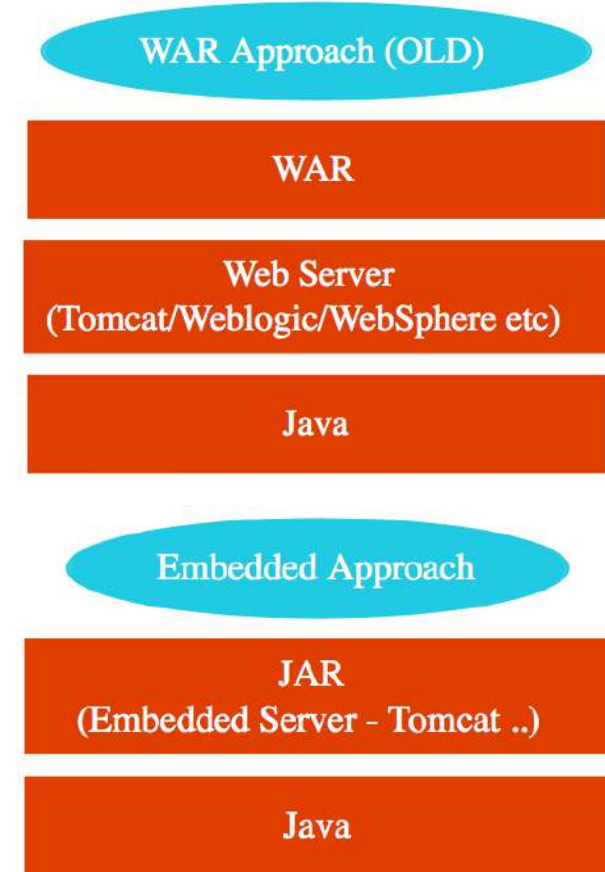 WAR Approach (OLD)
WAR
Web Server
(Tomcat/Weblogic/WebSphere etc)
Java
Embedded Approach
JAR
(Embedded Server - Tomcat ..)
Java